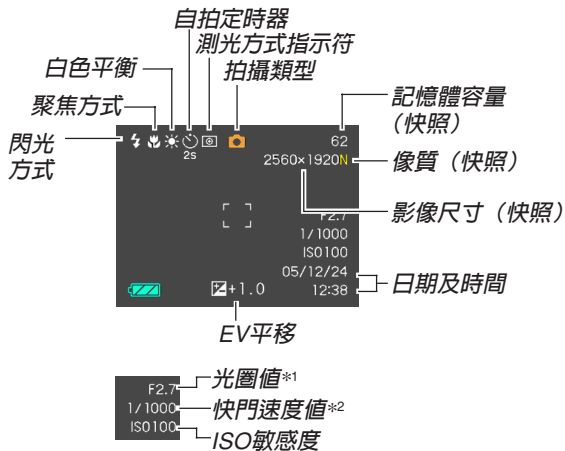 自拍定時器
測光方式指示符
白色平衡
拍攝類型
聚焦方式
記憶體容量
(快照)
閃光
方式
62
2s
2560×1920N
像質(快照)
影像尺寸(快照)
F2.7
1/1000
ISO100
05/12/24
12:38
日期及時間
+1.0
EV平移
F2.7
光圈值*1
1/1000
快門速度值*2
ISO100
ISO敏感度